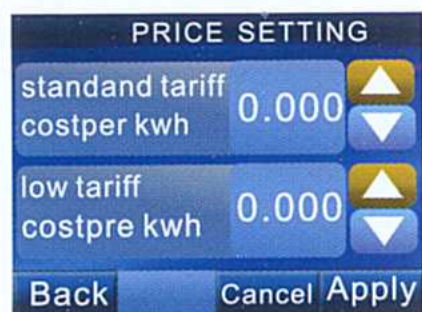 PRICE SETTING
standand tariff
costper kwh
0.000
low tariff
costpre kwh
0.000
Back
Cancel
Apply